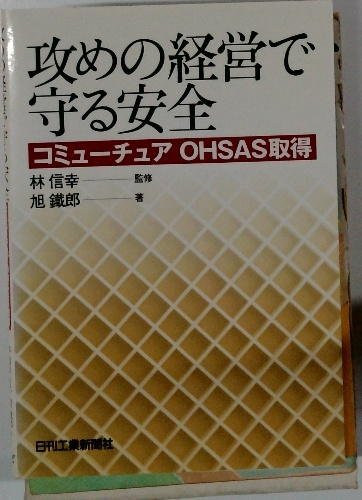 攻めの経営で
守る安全
コミューチュア OHSAS取得
林 信幸 監修
旭 鐵郎 著
日刊工業新聞社